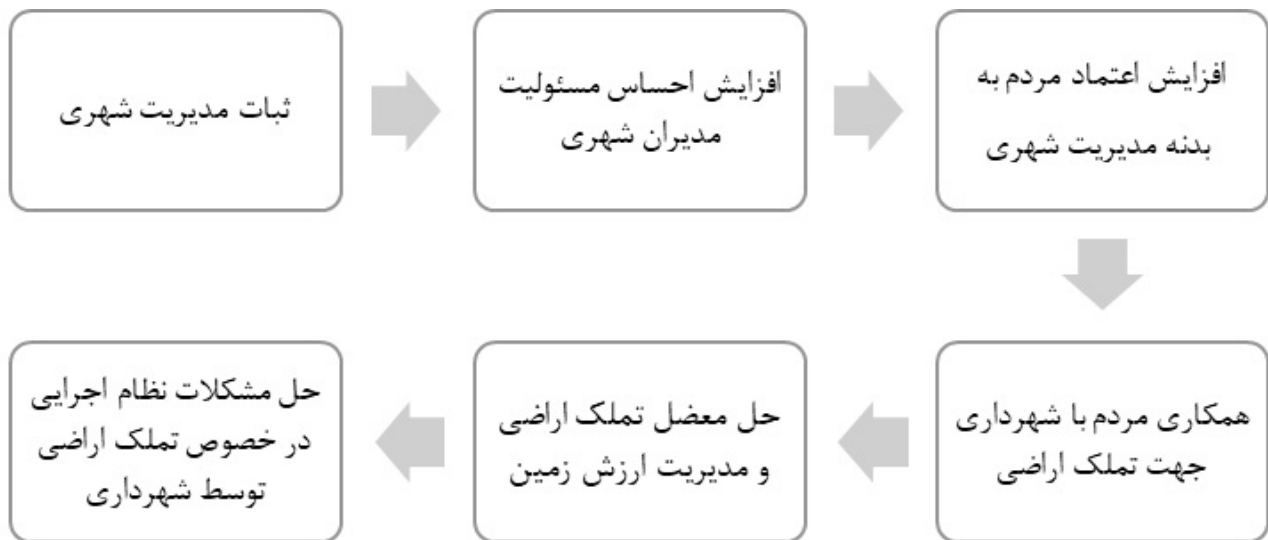 ثبات مدیریت شهری
افزایش احساس مسئولیت
مدیران شهری
افزایش اعتماد مردم به
بدنه مدیریت شهری
همکاری مردم با شهرداری
جهت تملک اراضی
حل معضل تملک اراضی
و مدیریت ارزش زمین
حل مشکلات نظام اجرایی
در خصوص تملک اراضی
توسط شهرداری